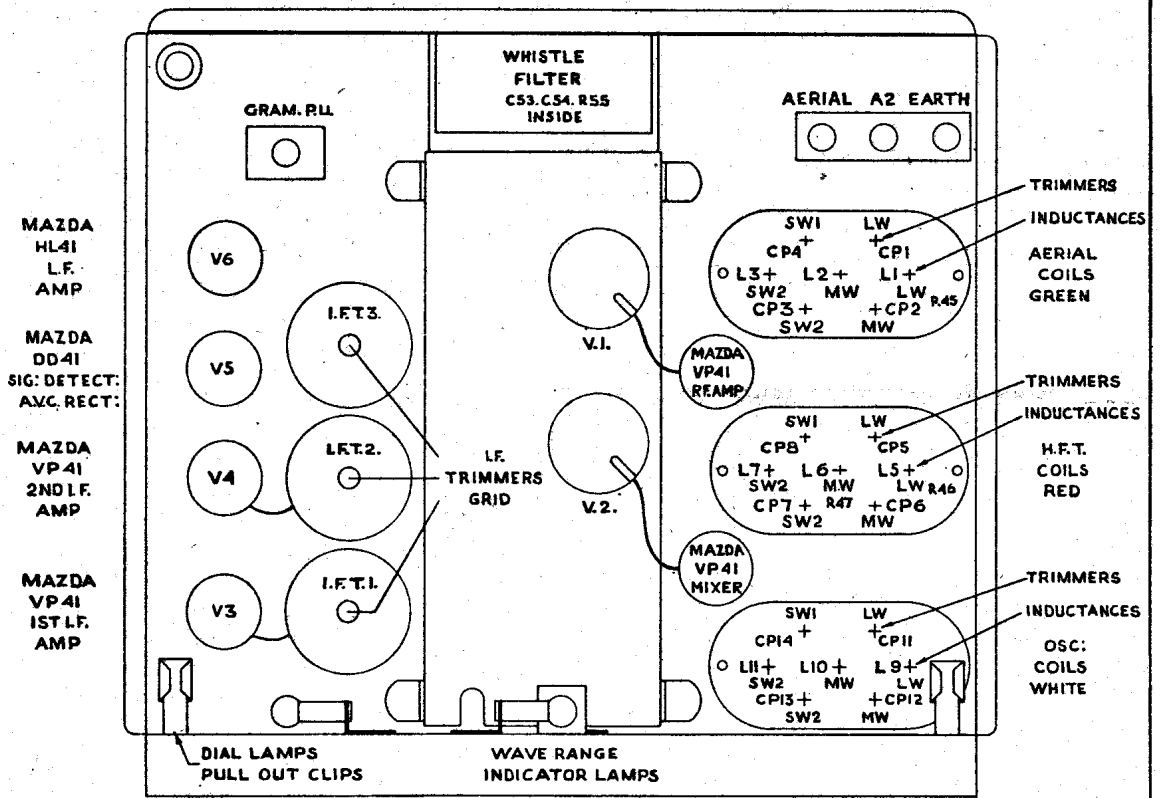 WHISTLE
FILTER
C53. C54. R55
INSIDE
GRAM. P.U.
AERIAL A2 EARTH
MAZDA
HL41
L.F.
AMP
V6
MAZDA
DD41
SIG: DETECT:
A.V.C. RECT:
V5
MAZDA
VP41
2ND I.F.
AMP
V4
MAZDA
VP41
1ST I.F.
AMP
V3
I.F.T.3.
I.F.T.2.
I.F.T.1.
I.F.
TRIMMERS
GRID
V.1.
V.2.
MAZDA
VP41
R.F. AMP.
MAZDA
VP41
MIXER
SW1 LW
CP4 CP1
L3 L2 L1
SW2 MW LW R.45
CP3 CP2
SW2 MW
TRIMMERS
INDUCTANCES
AERIAL
COILS
GREEN
SW1 LW
CP8 CP5
L7 L6 L5
SW2 MW LW R46
CP7 R47 CP6
SW2 MW
TRIMMERS
INDUCTANCES
H.F.T.
COILS
RED
SW1 LW
CP14 CP11
L11 L10 L9
SW2 MW LW
CP13 CP12
SW2 MW
TRIMMERS
INDUCTANCES
OSC:
COILS
WHITE
DIAL LAMPS
PULL OUT CLIPS
WAVE RANGE
INDICATOR LAMPS